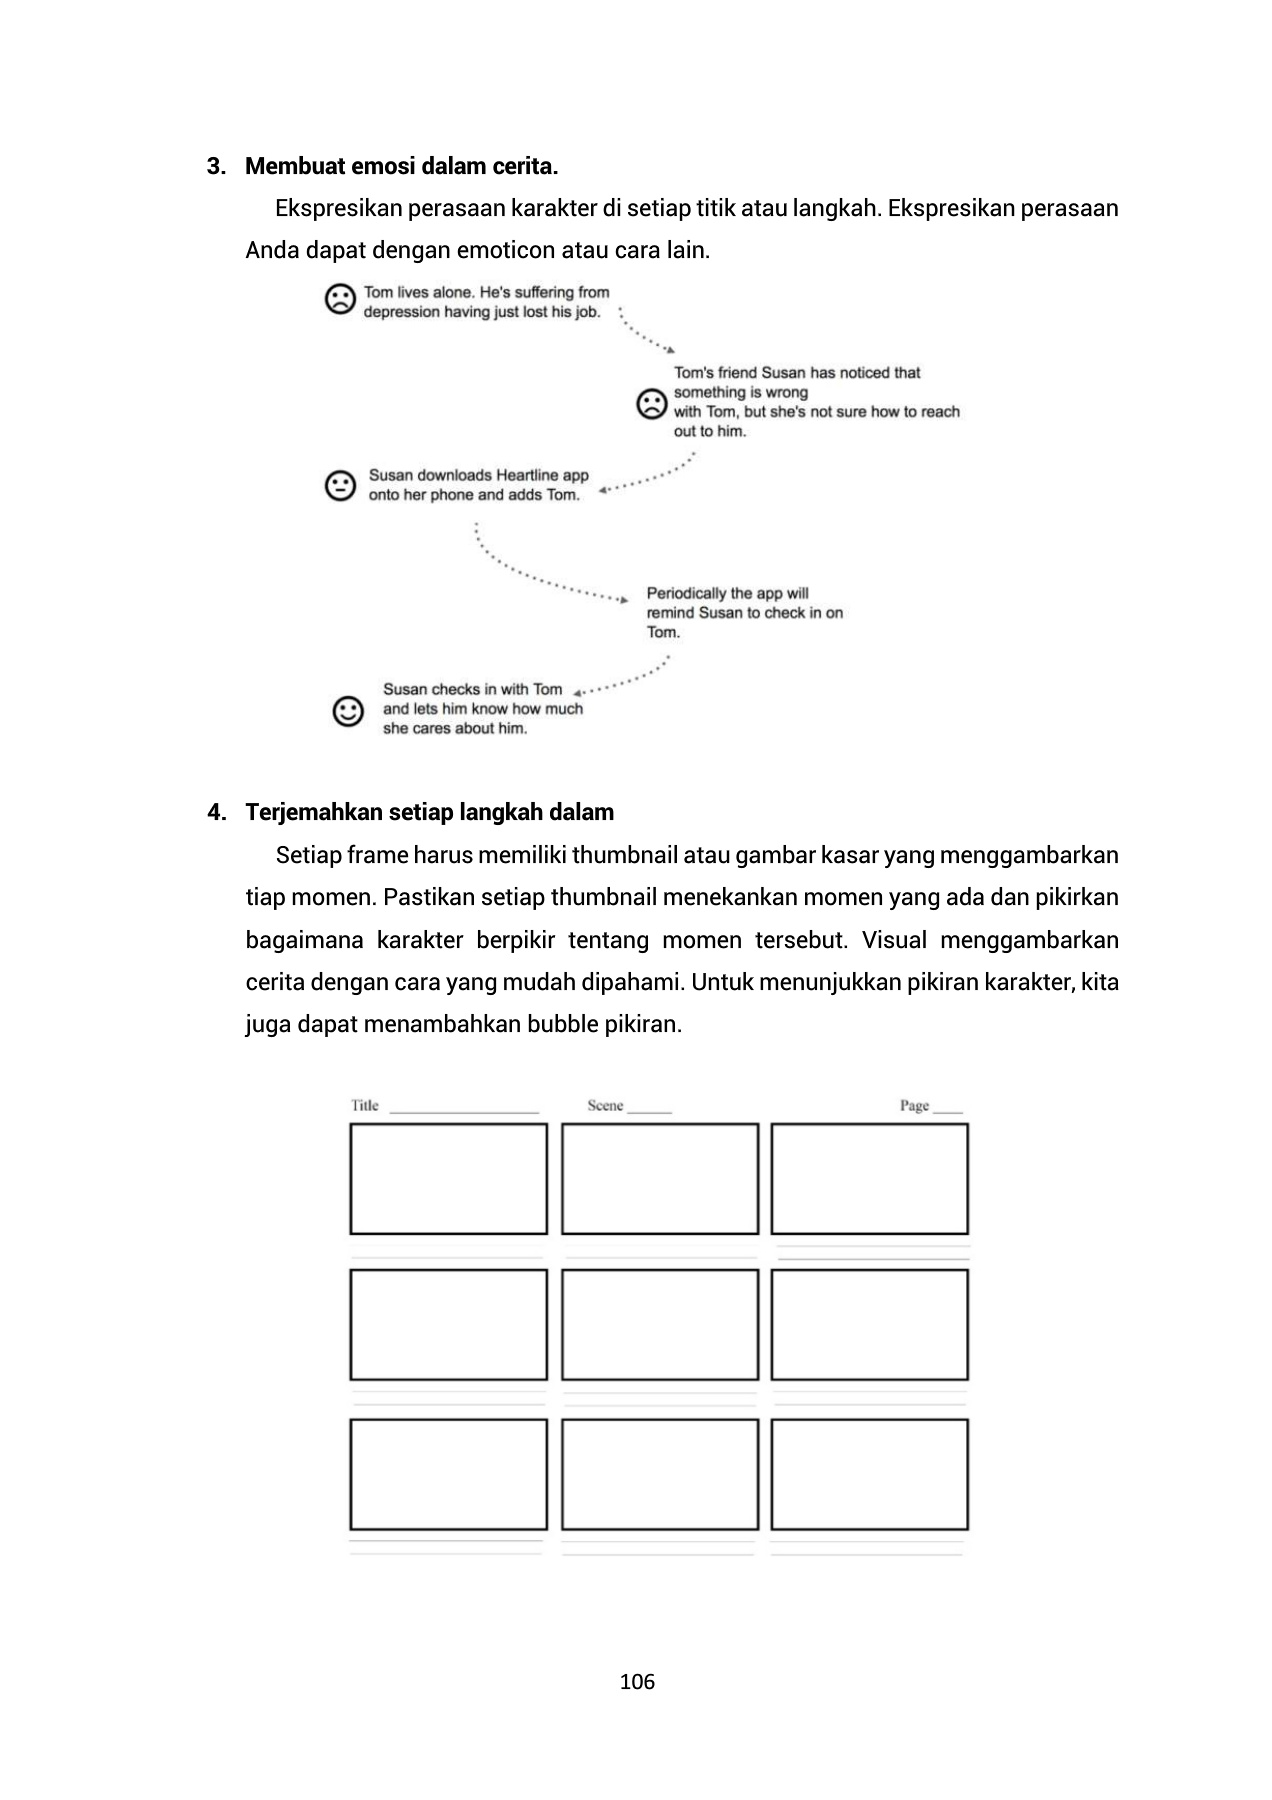 3. Membuat emosi dalam cerita.
Ekspresikan perasaan karakter di setiap titik atau langkah. Ekspresikan perasaan
Anda dapat dengan emoticon atau cara lain.
Tom lives alone. He's suffering from
depression having just lost his job.
Tom's friend Susan has noticed that
something is wrong
with Tom, but she's not sure how to reach
out to him.
Susan downloads Heartline app
onto her phone and adds Tom.
Periodically the app will
remind Susan to check in on
Tom.
Susan checks in with Tom
and lets him know how much
she cares about him.
4. Terjemahkan setiap langkah dalam
Setiap frame harus memiliki thumbnail atau gambar kasar yang menggambarkan
tiap momen. Pastikan setiap thumbnail menekankan momen yang ada dan pikirkan
bagaimana karakter berpikir tentang momen tersebut. Visual menggambarkan
cerita dengan cara yang mudah dipahami. Untuk menunjukkan pikiran karakter, kita
juga dapat menambahkan bubble pikiran.
Title Scene Page
106